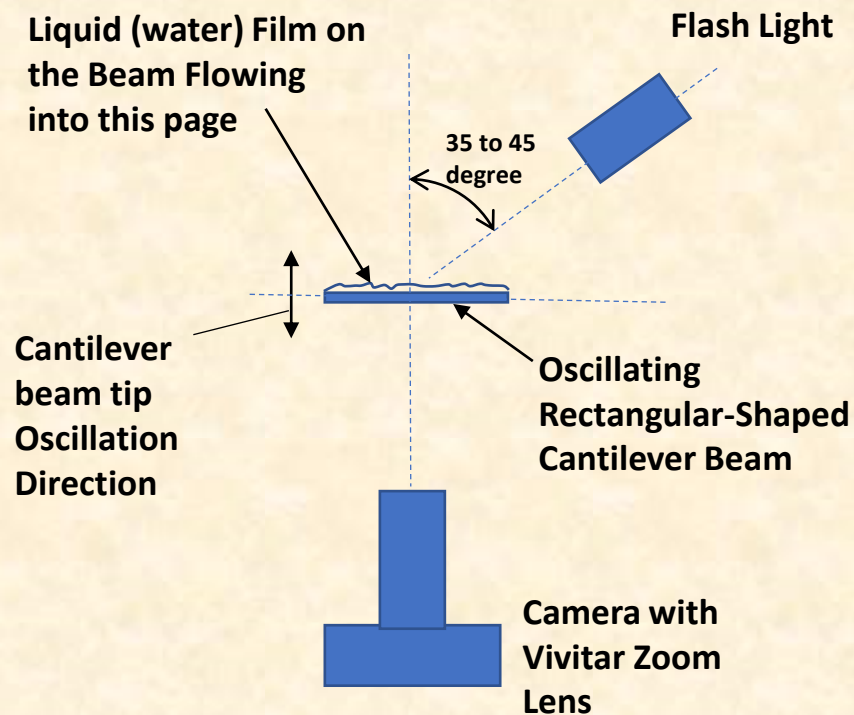 Liquid (water) Film on
the Beam Flowing
into this page
Flash Light
35 to 45
degree
Cantilever
beam tip
Oscillation
Direction
Oscillating
Rectangular-Shaped
Cantilever Beam
Camera with
Vivitar Zoom
Lens